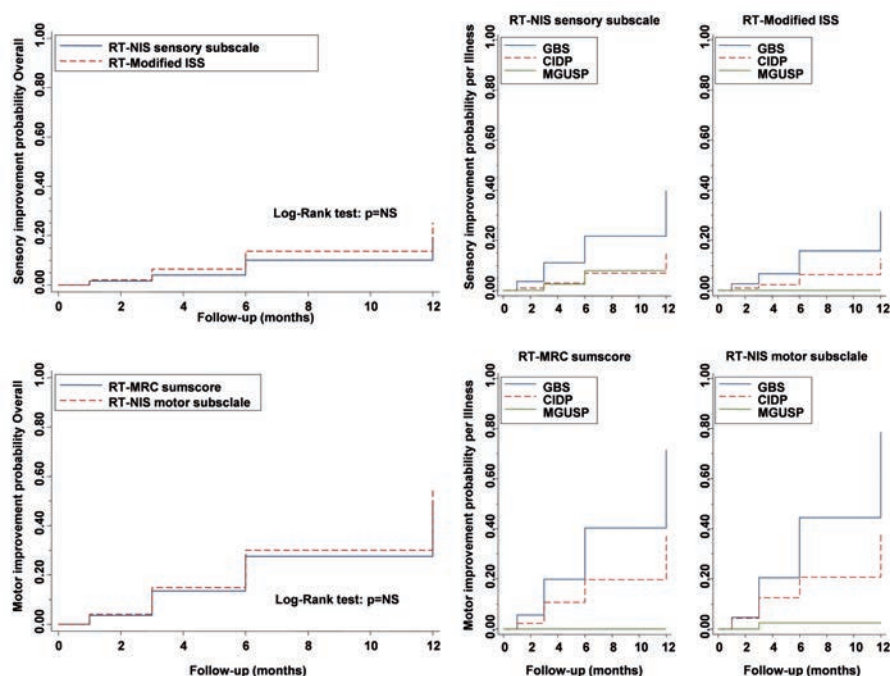 Sensory improvement probability Overall
1.00
0.80
0.60
0.40
0.20
0.00
RT-NIS sensory subscale
RT-Modified ISS
Log-Rank test: p=NS
0 2 4 6 8 10 12
Follow-up (months)
RT-NIS sensory subscale
Sensory improvement probability per Illness
1.00
0.80
0.60
0.40
0.20
0.00
GBS
CIDP
MGUSP
0 2 4 6 8 10 12
Follow-up (months)
RT-Modified ISS
1.00
0.80
0.60
0.40
0.20
0.00
GBS
CIDP
MGUSP
0 2 4 6 8 10 12
Follow-up (months)
Motor improvement probability Overall
1.00
0.80
0.60
0.40
0.20
0.00
RT-MRC sumscore
RT-NIS motor subsclale
Log-Rank test: p=NS
0 2 4 6 8 10 12
Follow-up (months)
RT-MRC sumscore
Motor improvement probability per Illness
1.00
0.80
0.60
0.40
0.20
0.00
GBS
CIDP
MGUSP
0 2 4 6 8 10 12
Follow-up (months)
RT-NIS motor subsclale
1.00
0.80
0.60
0.40
0.20
0.00
GBS
CIDP
MGUSP
0 2 4 6 8 10 12
Follow-up (months)